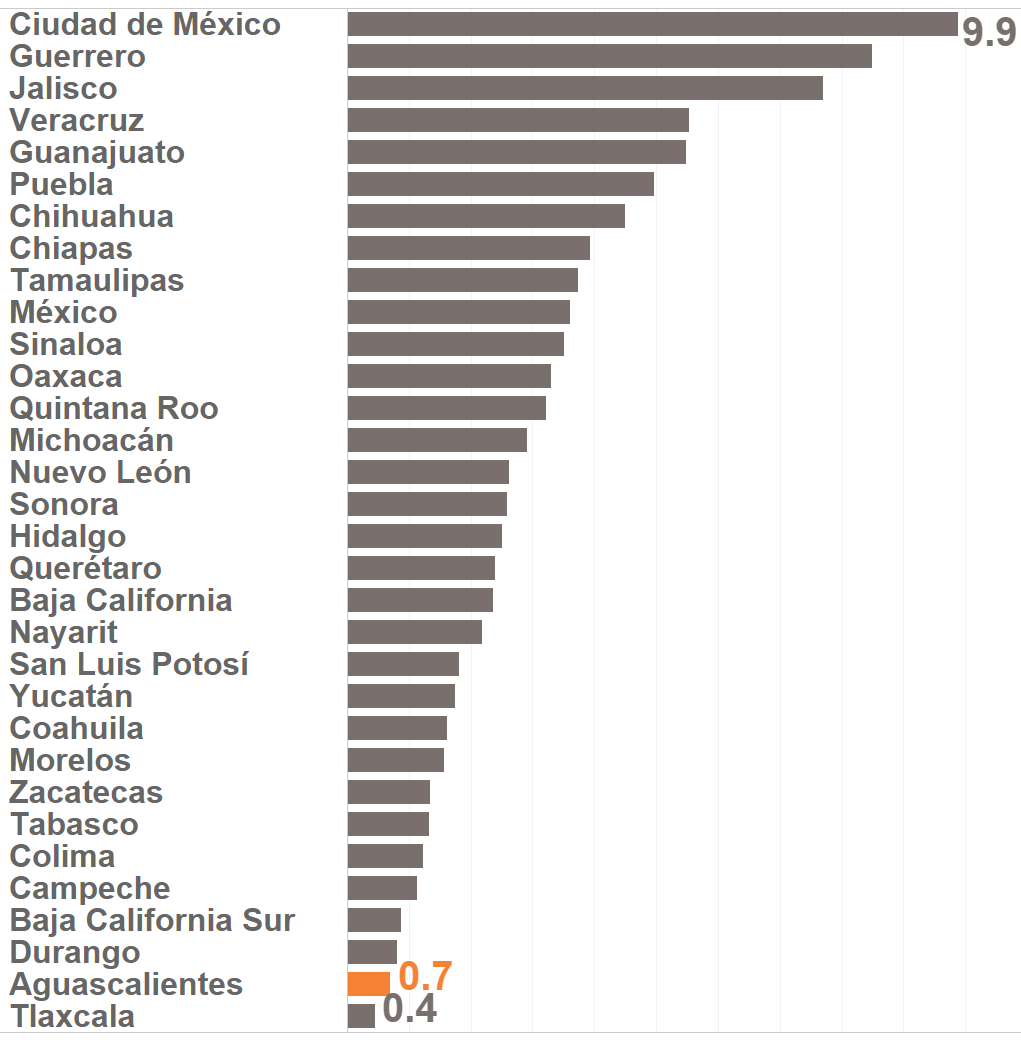 Ciudad de México 9.9
Guerrero
Jalisco
Veracruz
Guanajuato
Puebla
Chihuahua
Chiapas
Tamaulipas
México
Sinaloa
Oaxaca
Quintana Roo
Michoacán
Nuevo León
Sonora
Hidalgo
Querétaro
Baja California
Nayarit
San Luis Potosí
Yucatán
Coahuila
Morelos
Zacatecas
Tabasco
Colima
Campeche
Baja California Sur
Durango
Aguascalientes 0.7
Tlaxcala 0.4